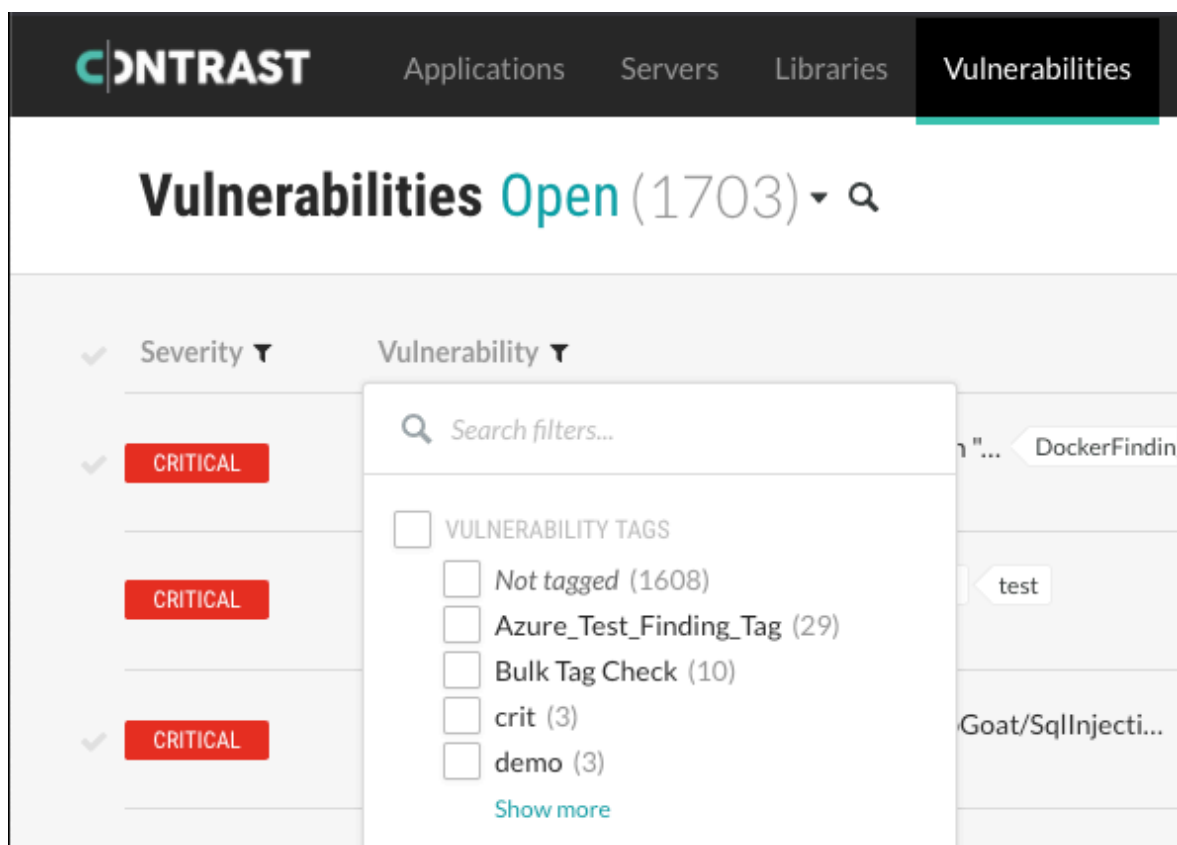 CONTRAST Applications Servers Libraries Vulnerabilities
Vulnerabilities Open (1703)
Severity Vulnerability
Search filters...
CRITICAL "... DockerFindin
VULNERABILITY TAGS
Not tagged (1608)
CRITICAL test
Azure_Test_Finding_Tag (29)
Bulk Tag Check (10)
crit (3)
CRITICAL Goat/SqlInjecti...
demo (3)
Show more